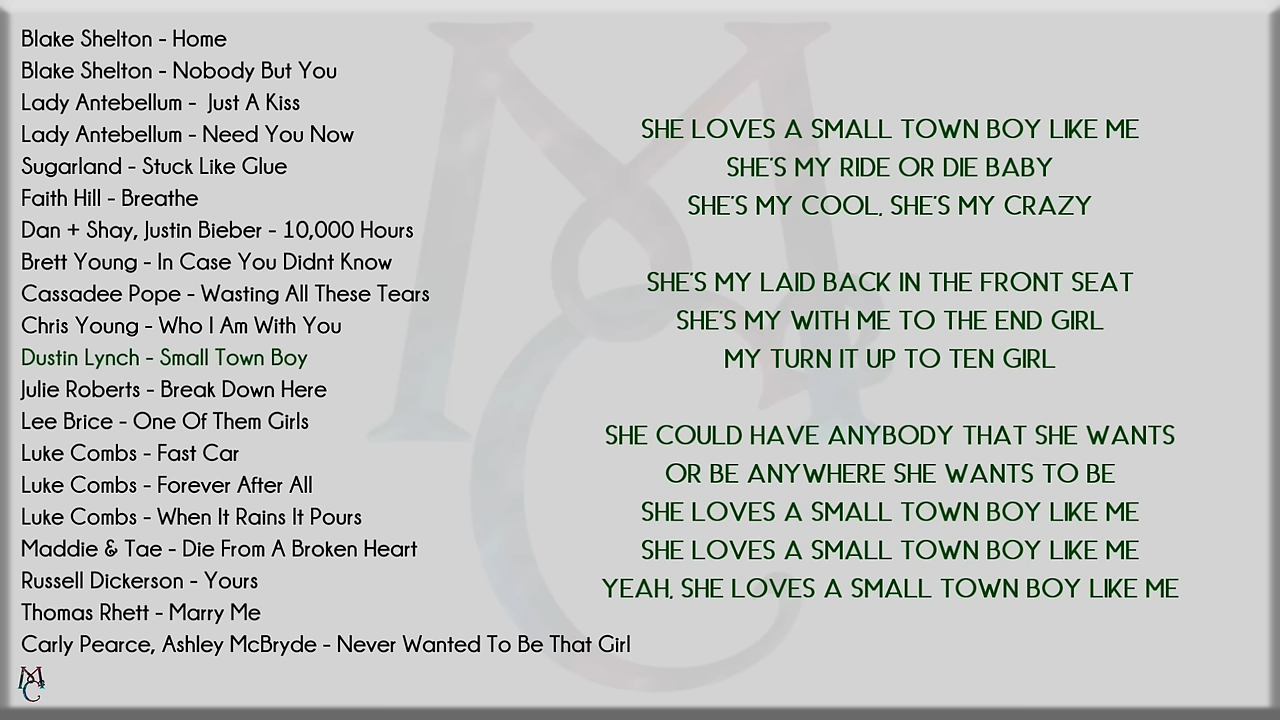 Blake Shelton - Home
Blake Shelton - Nobody But You
Lady Antebellum -  Just A Kiss
Lady Antebellum - Need You Now
Sugarland - Stuck Like Glue
Faith Hill - Breathe
Dan + Shay, Justin Bieber - 10,000 Hours
Brett Young - In Case You Didnt Know
Cassadee Pope - Wasting All These Tears
Chris Young - Who I Am With You
Dustin Lynch - Small Town Boy
Julie Roberts - Break Down Here
Lee Brice - One Of Them Girls
Luke Combs - Fast Car
Luke Combs - Forever After All
Luke Combs - When It Rains It Pours
Maddie & Tae - Die From A Broken Heart
Russell Dickerson - Yours
Thomas Rhett - Marry Me
Carly Pearce, Ashley McBryde - Never Wanted To Be That Girl
SHE LOVES A SMALL TOWN BOY LIKE ME
SHE'S MY RIDE OR DIE BABY
SHE'S MY COOL, SHE'S MY CRAZY
SHE'S MY LAID BACK IN THE FRONT SEAT
SHE'S MY WITH ME TO THE END GIRL
MY TURN IT UP TO TEN GIRL
SHE COULD HAVE ANYBODY THAT SHE WANTS
OR BE ANYWHERE SHE WANTS TO BE
SHE LOVES A SMALL TOWN BOY LIKE ME
SHE LOVES A SMALL TOWN BOY LIKE ME
YEAH, SHE LOVES A SMALL TOWN BOY LIKE ME
MC